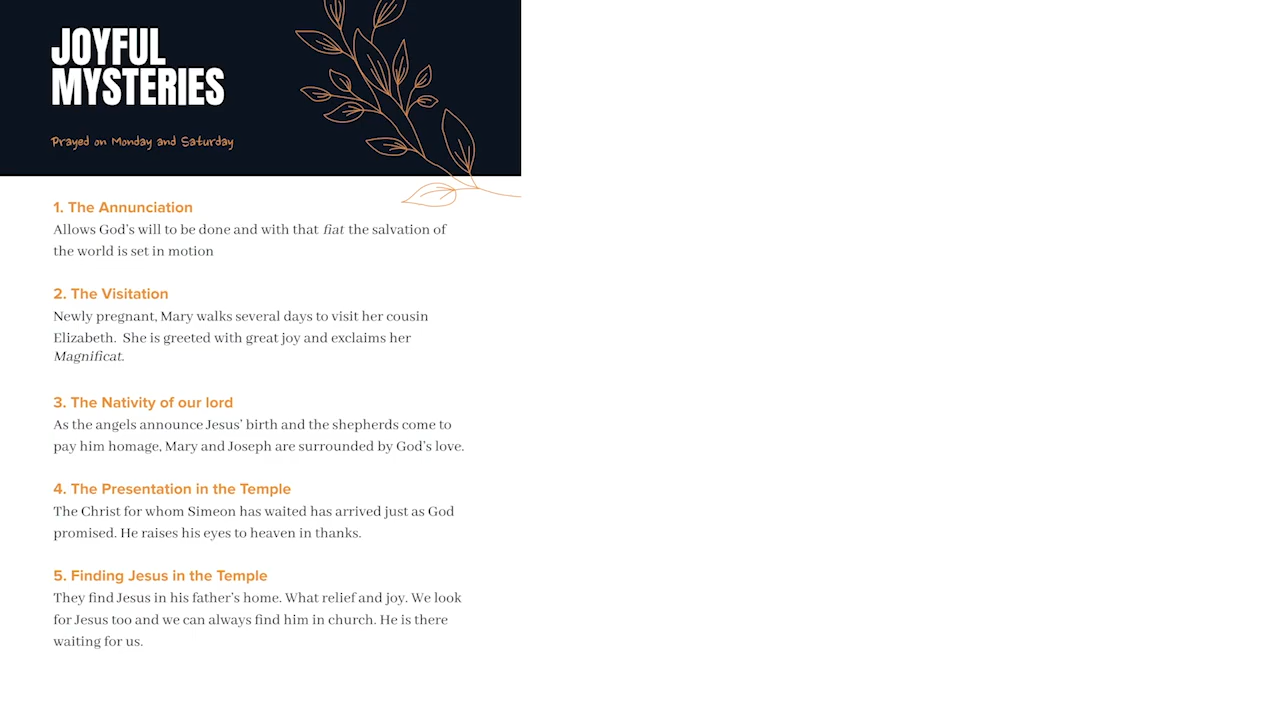 JOYFUL
MYSTERIES
Prayed on Monday and Saturday
1. The Annunciation
Allows God’s will to be done and with that fiat the salvation of
the world is set in motion
2. The Visitation
Newly pregnant, Mary walks several days to visit her cousin
Elizabeth.  She is greeted with great joy and exclaims her
Magnificat.
3. The Nativity of our lord
As the angels announce Jesus’ birth and the shepherds come to
pay him homage, Mary and Joseph are surrounded by God’s love.
4. The Presentation in the Temple
The Christ for whom Simeon has waited has arrived just as God
promised. He raises his eyes to heaven in thanks.
5. Finding Jesus in the Temple
They find Jesus in his father’s home. What relief and joy. We look
for Jesus too and we can always find him in church. He is there
waiting for us.